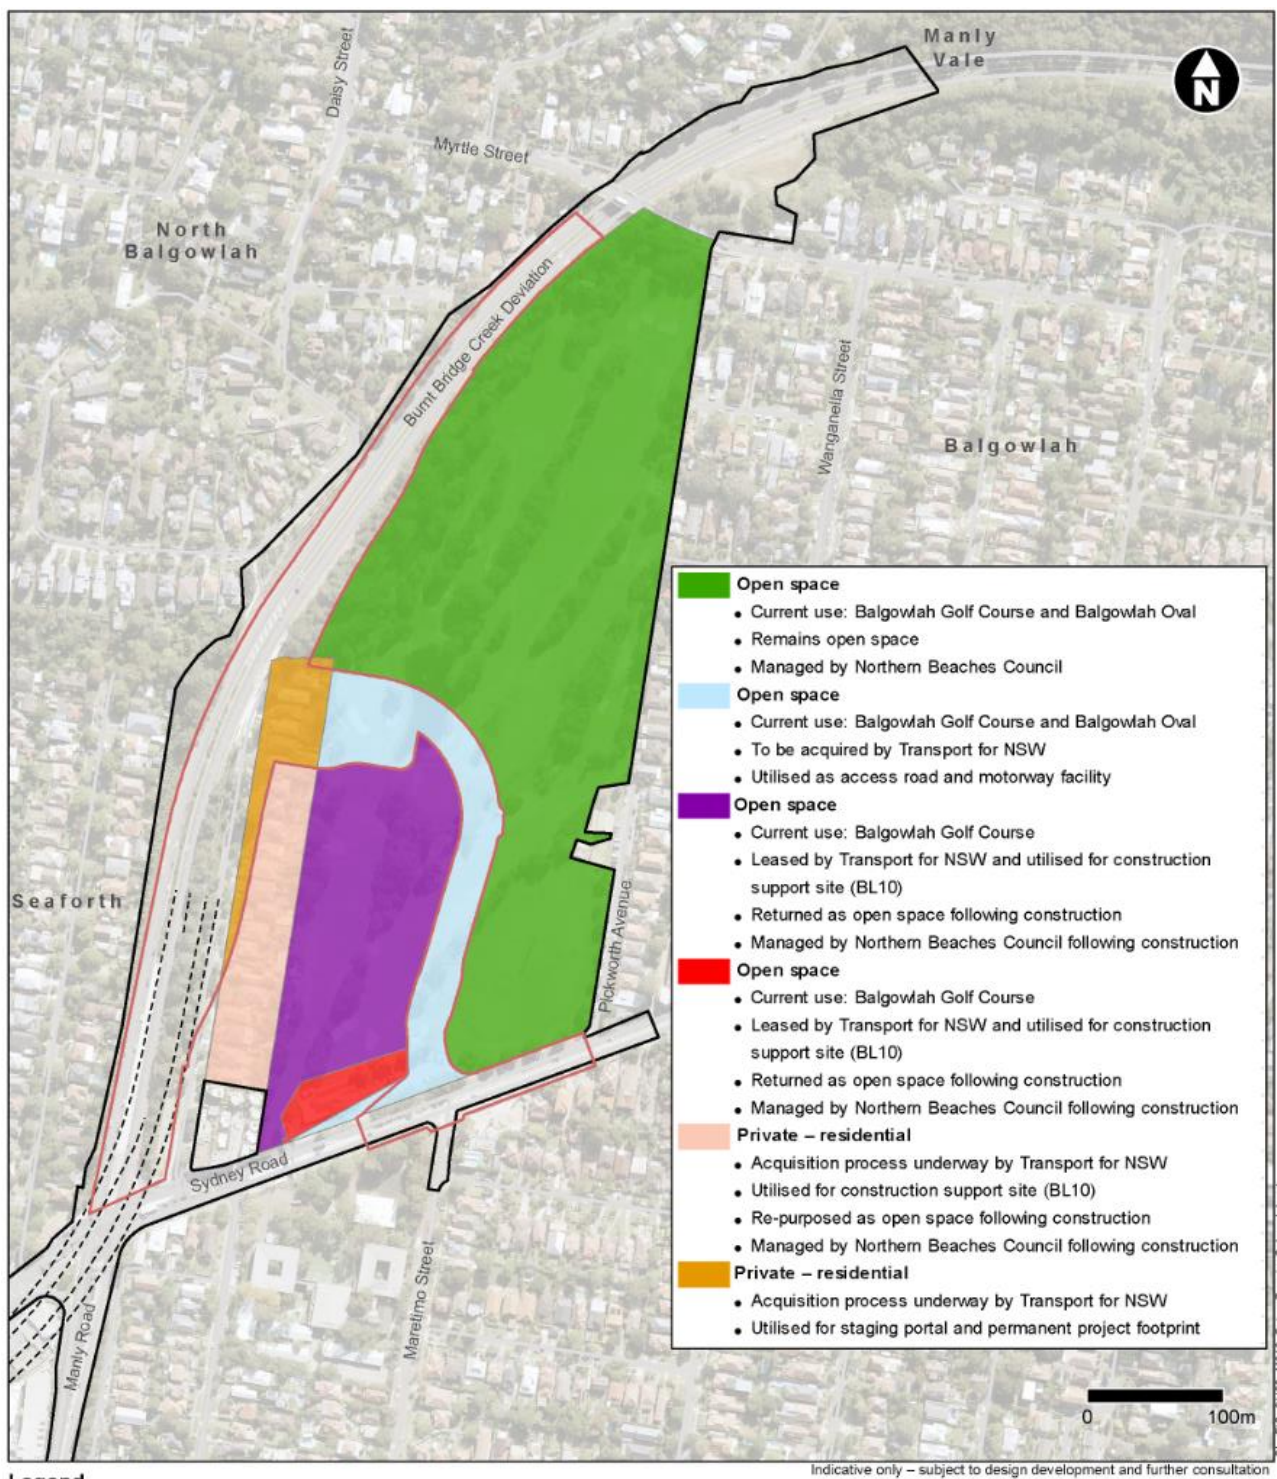 Manly
Vale
N
Daisy Street
Myrtle Street
North
Balgowlah
Burnt Bridge Creek Deviation
Wanganella Street
Balgowlah
Seaforth
Pickworth Avenue
Sydney Road
Maretimo Street
Manly Road
Open space
• Current use: Balgowlah Golf Course and Balgowlah Oval
• Remains open space
• Managed by Northern Beaches Council
Open space
• Current use: Balgowlah Golf Course and Balgowlah Oval
• To be acquired by Transport for NSW
• Utilised as access road and motorway facility
Open space
• Current use: Balgowlah Golf Course
• Leased by Transport for NSW and utilised for construction
support site (BL10)
• Returned as open space following construction
• Managed by Northern Beaches Council following construction
Open space
• Current use: Balgowlah Golf Course
• Leased by Transport for NSW and utilised for construction
support site (BL10)
• Returned as open space following construction
• Managed by Northern Beaches Council following construction
Private – residential
• Acquisition process underway by Transport for NSW
• Utilised for construction support site (BL10)
• Re-purposed as open space following construction
• Managed by Northern Beaches Council following construction
Private – residential
• Acquisition process underway by Transport for NSW
• Utilised for staging portal and permanent project footprint
0 100m
Indicative only – subject to design development and further consultation